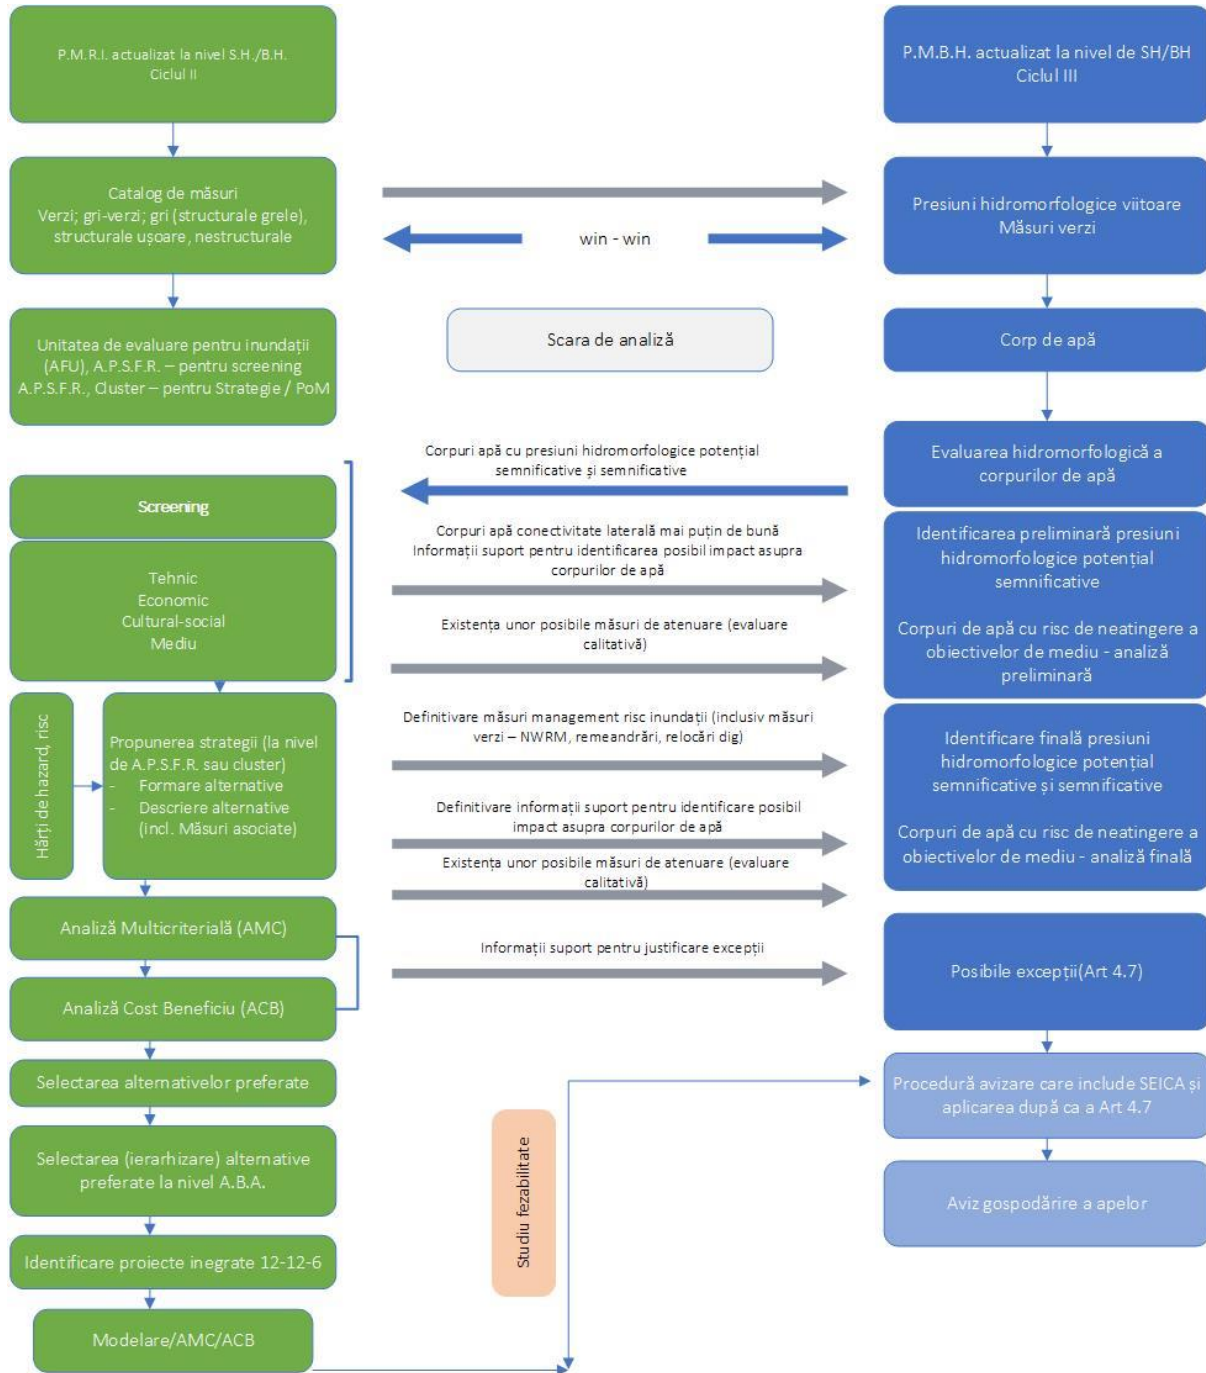 P.M.R.I. actualizat la nivel S.H./B.H.
Ciclul II
P.M.B.H. actualizat la nivel de SH/BH
Ciclul III
Catalog de măsuri
Verzi; gri-verzi; gri (structurale grele),
structurale ușoare, nestructurale
win - win
Presiuni hidromorfologice viitoare
Măsuri verzi
Unitatea de evaluare pentru inundații
(AFU), A.P.S.F.R. – pentru screening
A.P.S.F.R., Cluster – pentru Strategie / PoM
Scara de analiză
Corp de apă
Corpuri apă cu presiuni hidromorfologice potențial
semnificative și semnificative
Evaluarea hidromorfologică a
corpurilor de apă
Screening
Tehnic
Economic
Cultural-social
Mediu
Corpuri apă conectivitate laterală mai puțin de bună
Informații suport pentru identificarea posibil impact asupra
corpurilor de apă
Existența unor posibile măsuri de atenuare (evaluare
calitativă)
Identificarea preliminară presiuni
hidromorfologice potențial
semnificative
Corpuri de apă cu risc de neatingere a
obiectivelor de mediu - analiză
preliminară
Hărți de hazard, risc
Propunerea strategii (la nivel
de A.P.S.F.R. sau cluster)
- Formare alternative
- Descriere alternative
(incl. Măsuri asociate)
Definitivare măsuri management risc inundații (inclusiv măsuri
verzi – NWRM, remeandrări, relocări dig)
Definitivare informații suport pentru identificare posibil
impact asupra corpurilor de apă
Existența unor posibile măsuri de atenuare (evaluare
calitativă)
Identificare finală presiuni
hidromorfologice potențial
semnificative și semnificative
Corpuri de apă cu risc de neatingere a
obiectivelor de mediu - analiză finală
Analiză Multicriterială (AMC)
Analiză Cost Beneficiu (ACB)
Informații suport pentru justificare excepții
Posibile excepții(Art 4.7)
Selectarea alternativelor preferate
Selectarea (ierarhizare) alternative
preferate la nivel A.B.A.
Identificare proiecte inegrate 12-12-6
Modelare/AMC/ACB
Studiu fezabilitate
Procedură avizare care include SEICA și
aplicarea după ca a Art 4.7
Aviz gospodărire a apelor